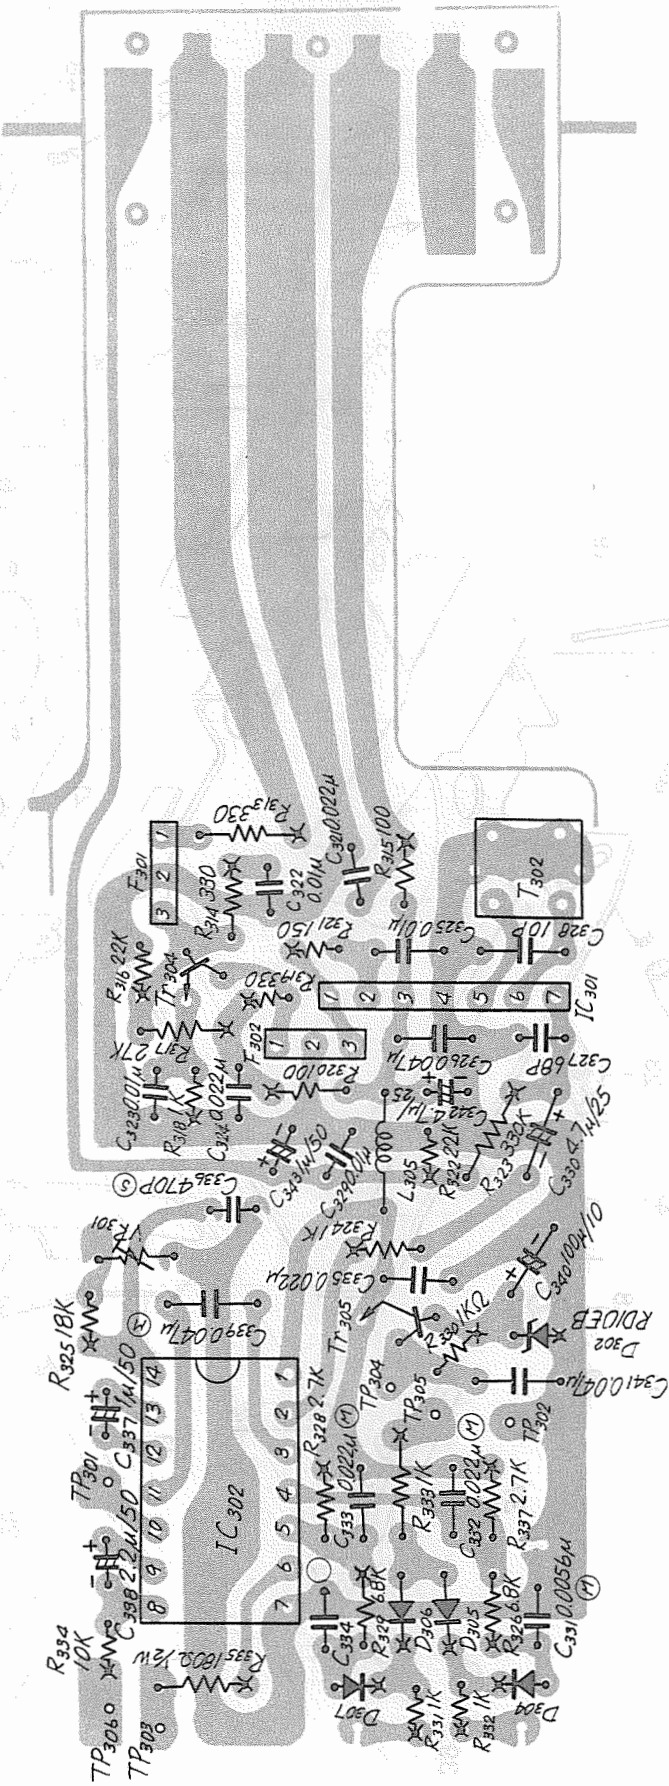 R313 330
F301
1
2
3
R314 330
C322
0.01μ
C321 0.022μ
R315 100
T302
R316 22K
Tr304
R321 150
C325 0.01μ
C328 10P
R319 330
1 2 3 4 5 6 7
IC301
R317 27K
F302
1 2 3
C326 0.047μ
C327 68P
C323 0.01μ
R318 1K
C324 0.022μ
R320 100
C342 4.7μ/25
R323 330K
C330 4.7μ/25
C343 1μ/50
C329 0.01μ
L305
R322 22K
C336 470P Ⓢ
VR301
R324 1K
C335 0.022μ
C340 100μ/10
R325 18K
Ⓜ
C339 0.047μ
Tr305
R330 1KΩ
D302
RD10EB
TP304
TP305
C341 0.047μ
TP302
C337 1μ/50
TP301
14 13 12 11 10 9 8
IC302
1 2 3 4 5 6 7
R328 2.7K
C333 0.022μ Ⓜ
R333 1K
C332 0.022μ Ⓜ
R337 2.7K
C338 2.2μ/50
R334
10K
R335 180Ω ½W
C334
R329 6.8K
D306
D305
R326 6.8K
C331 0.0056μ
Ⓜ
TP306
TP303
D307
R331 1K
R332 1K
D304